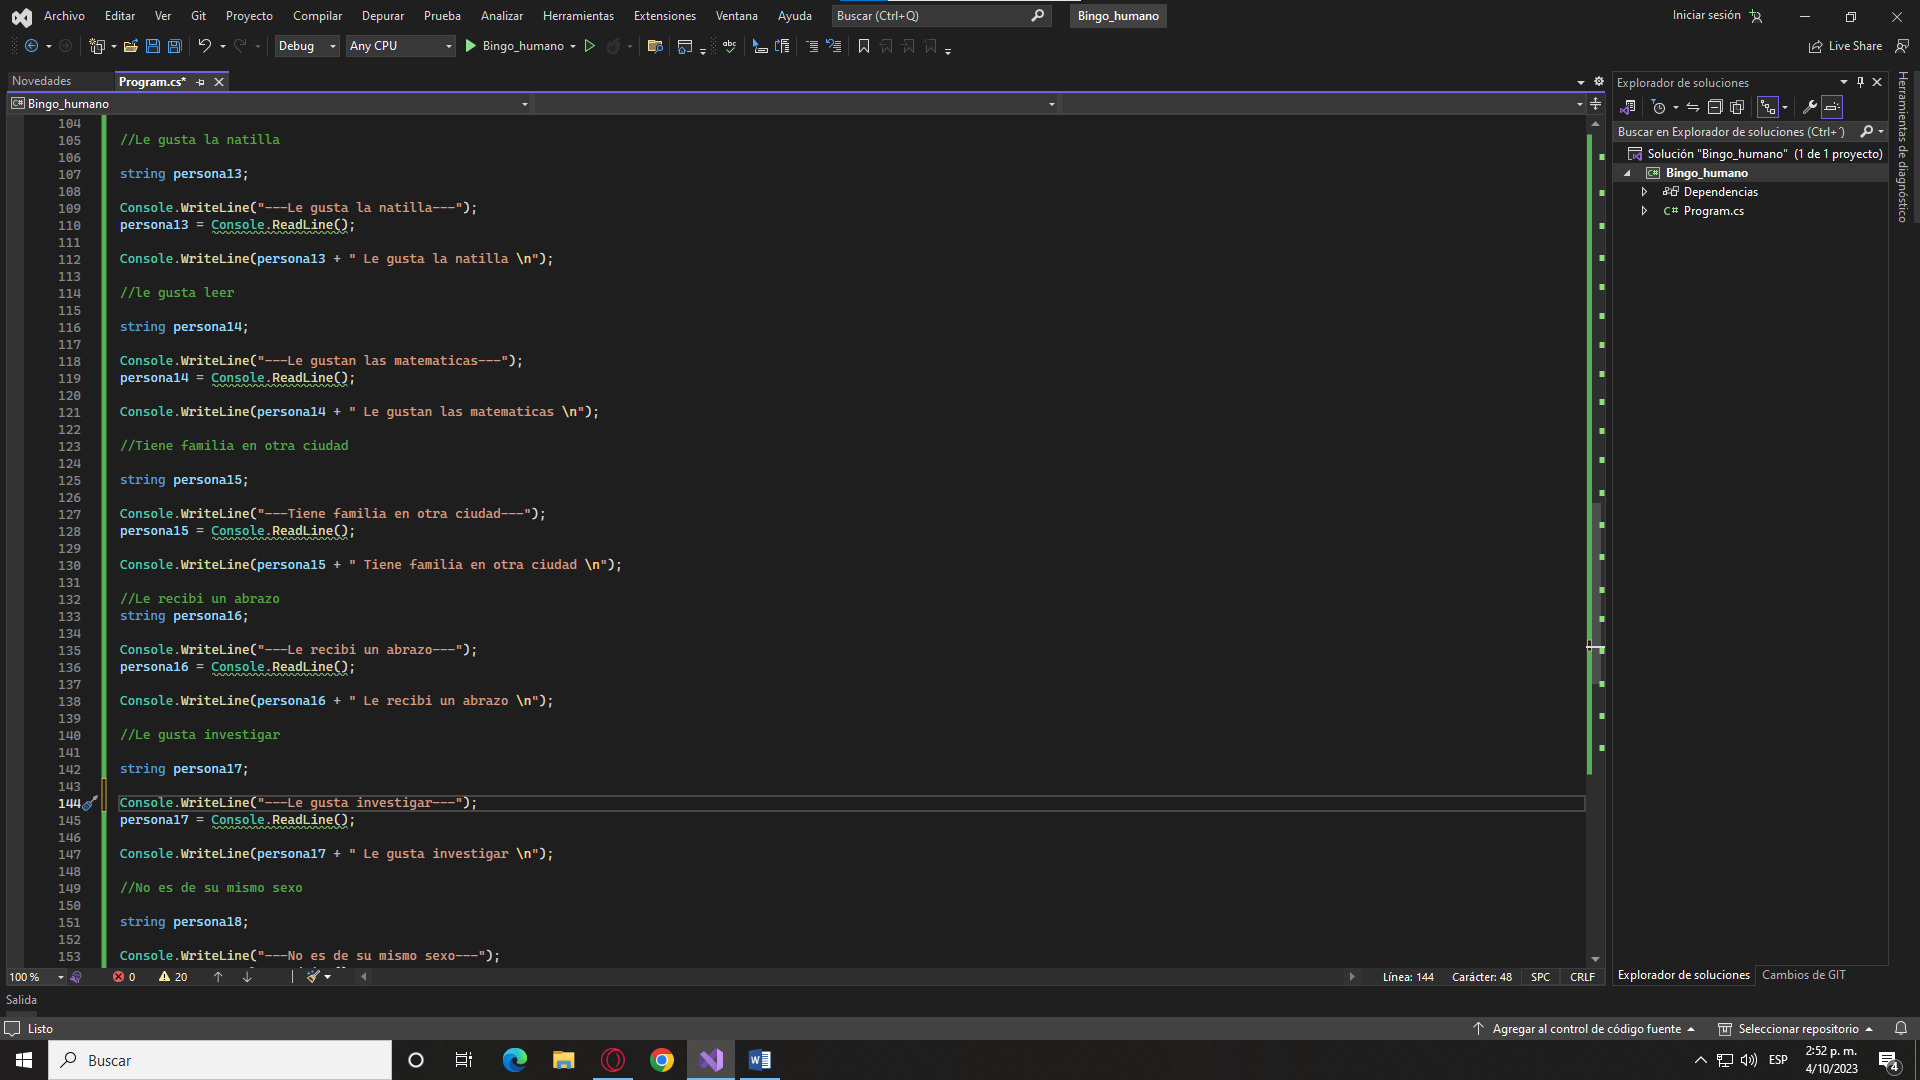 Archivo Editar Ver Git Proyecto Compilar Depurar Prueba Analizar Herramientas Extensiones Ventana Ayuda Buscar (Ctrl+Q) Bingo_humano Iniciar sesión
Debug Any CPU Bingo_humano Live Share
Novedades Program.cs*
Bingo_humano
104
105 //Le gusta la natilla
106
107 string persona13;
108
109 Console.WriteLine("---Le gusta la natilla---");
110 persona13 = Console.ReadLine();
111
112 Console.WriteLine(persona13 + " Le gusta la natilla \n");
113
114 //le gusta leer
115
116 string persona14;
117
118 Console.WriteLine("---Le gustan las matematicas---");
119 persona14 = Console.ReadLine();
120
121 Console.WriteLine(persona14 + " Le gustan las matematicas \n");
122
123 //Tiene familia en otra ciudad
124
125 string persona15;
126
127 Console.WriteLine("---Tiene familia en otra ciudad---");
128 persona15 = Console.ReadLine();
129
130 Console.WriteLine(persona15 + " Tiene familia en otra ciudad \n");
131
132 //Le recibi un abrazo
133 string persona16;
134
135 Console.WriteLine("---Le recibi un abrazo---");
136 persona16 = Console.ReadLine();
137
138 Console.WriteLine(persona16 + " Le recibi un abrazo \n");
139
140 //Le gusta investigar
141
142 string persona17;
143
144 Console.WriteLine("---Le gusta investigar---");
145 persona17 = Console.ReadLine();
146
147 Console.WriteLine(persona17 + " Le gusta investigar \n");
148
149 //No es de su mismo sexo
150
151 string persona18;
152
153 Console.WriteLine("---No es de su mismo sexo---");
100 % 0 20 Línea: 144 Carácter: 48 SPC CRLF
Explorador de soluciones
Buscar en Explorador de soluciones (Ctrl+´)
Solución "Bingo_humano" (1 de 1 proyecto)
Bingo_humano
Dependencias
C# Program.cs
Explorador de soluciones Cambios de GIT
Herramientas de diagnóstico
Salida
Listo Agregar al control de código fuente Seleccionar repositorio
Buscar ESP 2:52 p. m.
4/10/2023 4